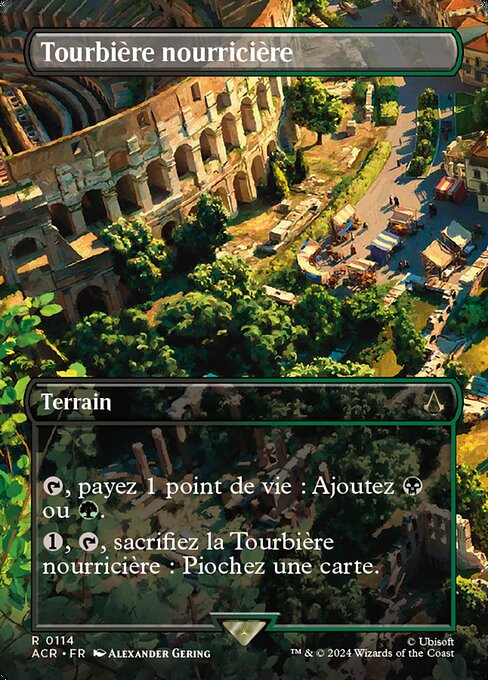 Tourbière nourricière
Terrain
, payez 1 point de vie : Ajoutez
ou .
1, , sacrifiez la Tourbière
nourricière : Piochez une carte.
R 0114
ACR • FR Alexander Gering
© Ubisoft
™ & © 2024 Wizards of the Coast